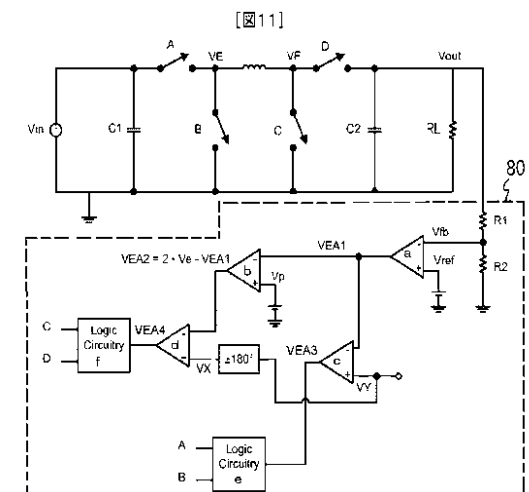 [図11]
A
VE
VF
D
Vout
Vin
C1
B
C
C2
RL
80
R1
R2
VEA1
Vfb
a
Vref
VEA2 = 2・Ve - VEA1
b
Vp
C
D
Logic
Circuitry
f
VEA4
d
VX
±180°
VEA3
c
VY
A
B
Logic
Circuitry
e